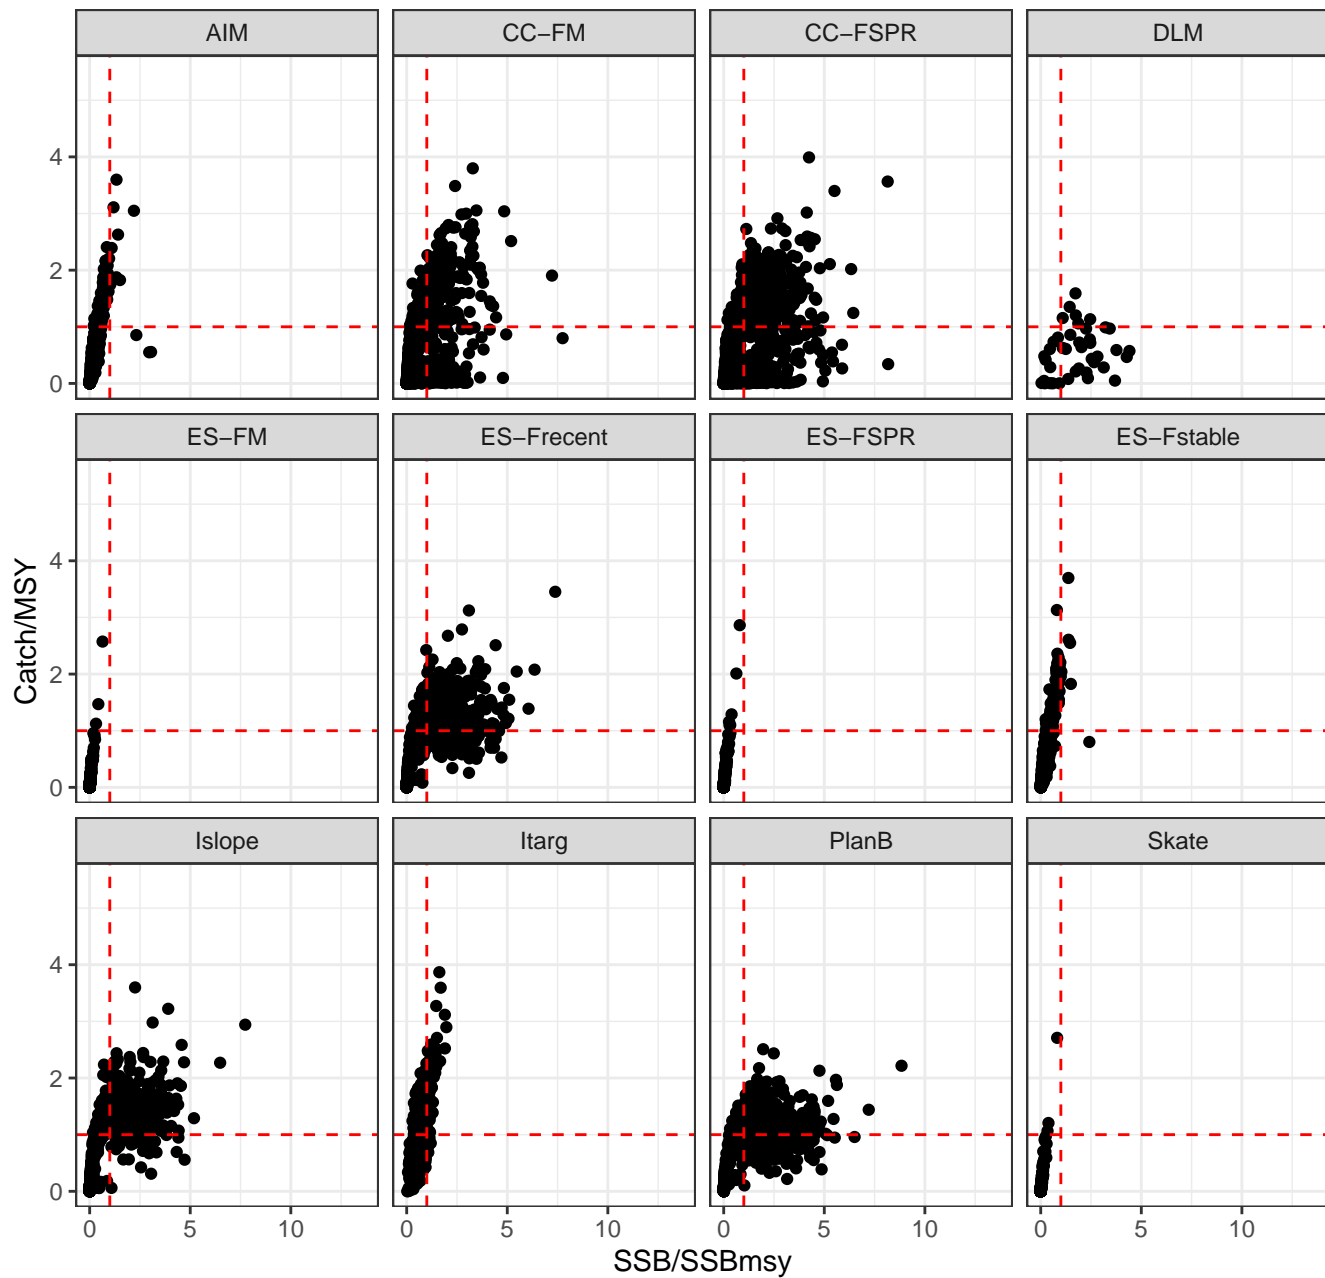 AIM CC−FM CC−FSPR DLM
4
2
0
ES−FM ES−Frecent ES−FSPR ES−Fstable
4
2
0
Catch/MSY
Islope Itarg PlanB Skate
4
2
0
0 5 10 0 5 10 0 5 10 0 5 10
SSB/SSBmsy